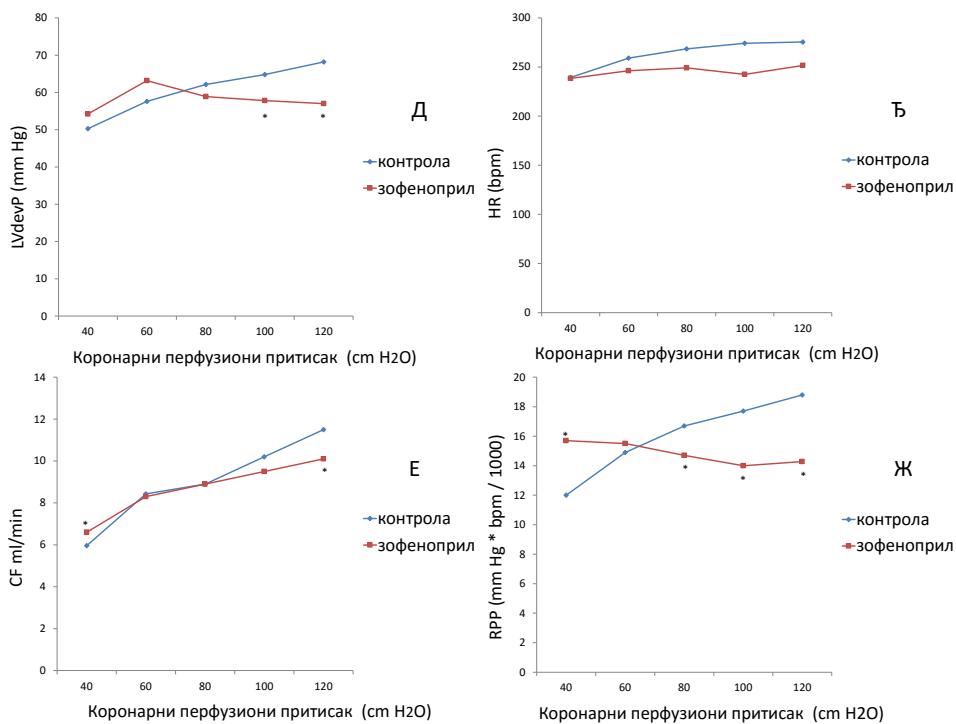 80
70
60
50
40
30
20
10
0
LVdevP (mm Hg)
40 60 80 100 120
Коронарни перфузиони притисак (cm H2O)
* *
Д
контрола
зофеноприл
300
250
200
150
100
50
0
HR (bpm)
40 60 80 100 120
Коронарни перфузиони притисак (cm H2O)
Ђ
контрола
зофеноприл
14
12
10
8
6
4
2
0
CF ml/min
40 60 80 100 120
Коронарни перфузиони притисак (cm H2O)
* *
Е
контрола
зофеноприл
20
18
16
14
12
10
8
6
4
2
0
RPP (mm Hg * bpm / 1000)
40 60 80 100 120
Коронарни перфузиони притисак (cm H2O)
* * * *
Ж
контрола
зофеноприл